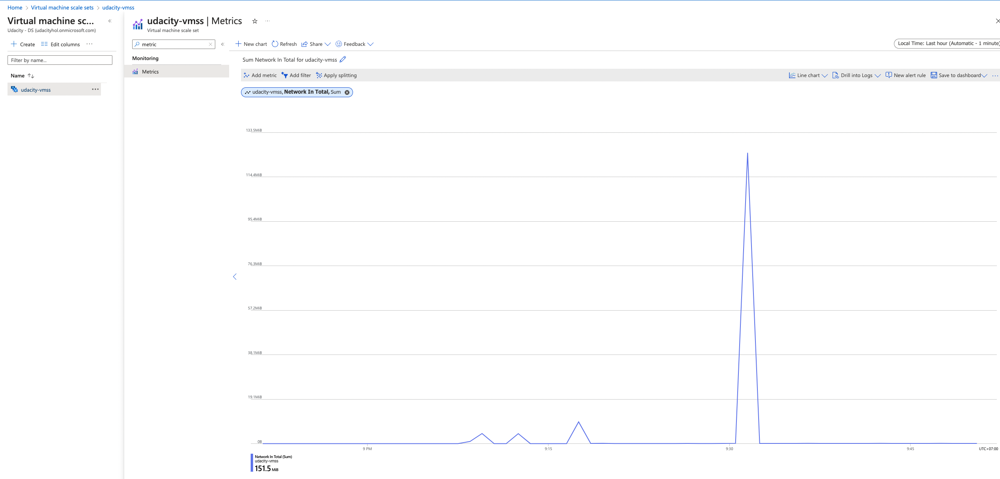 Home > Virtual machine scale sets > udacity-vmss
Virtual machine sc...
Udacity - DS (udacityhol.onmicrosoft.com)
Create Edit columns ...
Filter by name...
Name
udacity-vmss ...
udacity-vmss | Metrics ...
Virtual machine scale set
metric
Monitoring
Metrics
New chart Refresh Share Feedback
Local Time: Last hour (Automatic - 1 minute)
Sum Network In Total for udacity-vmss
Add metric Add filter Apply splitting
Line chart Drill into Logs New alert rule Save to dashboard ...
udacity-vmss, Network In Total, Sum
133.5MiB
114.4MiB
95.4MiB
76.3MiB
57.2MiB
38.1MiB
19.1MiB
0B
9 PM 9:15 9:30 9:45 UTC+07:00
Network In Total (Sum)
udacity-vmss
151.5 MiB